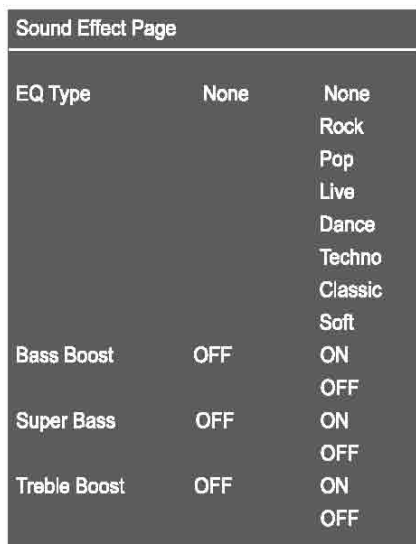 Sound Effect Page
EQ Type None None
Rock
Pop
Live
Dance
Techno
Classic
Soft
Bass Boost OFF ON
OFF
Super Bass OFF ON
OFF
Treble Boost OFF ON
OFF